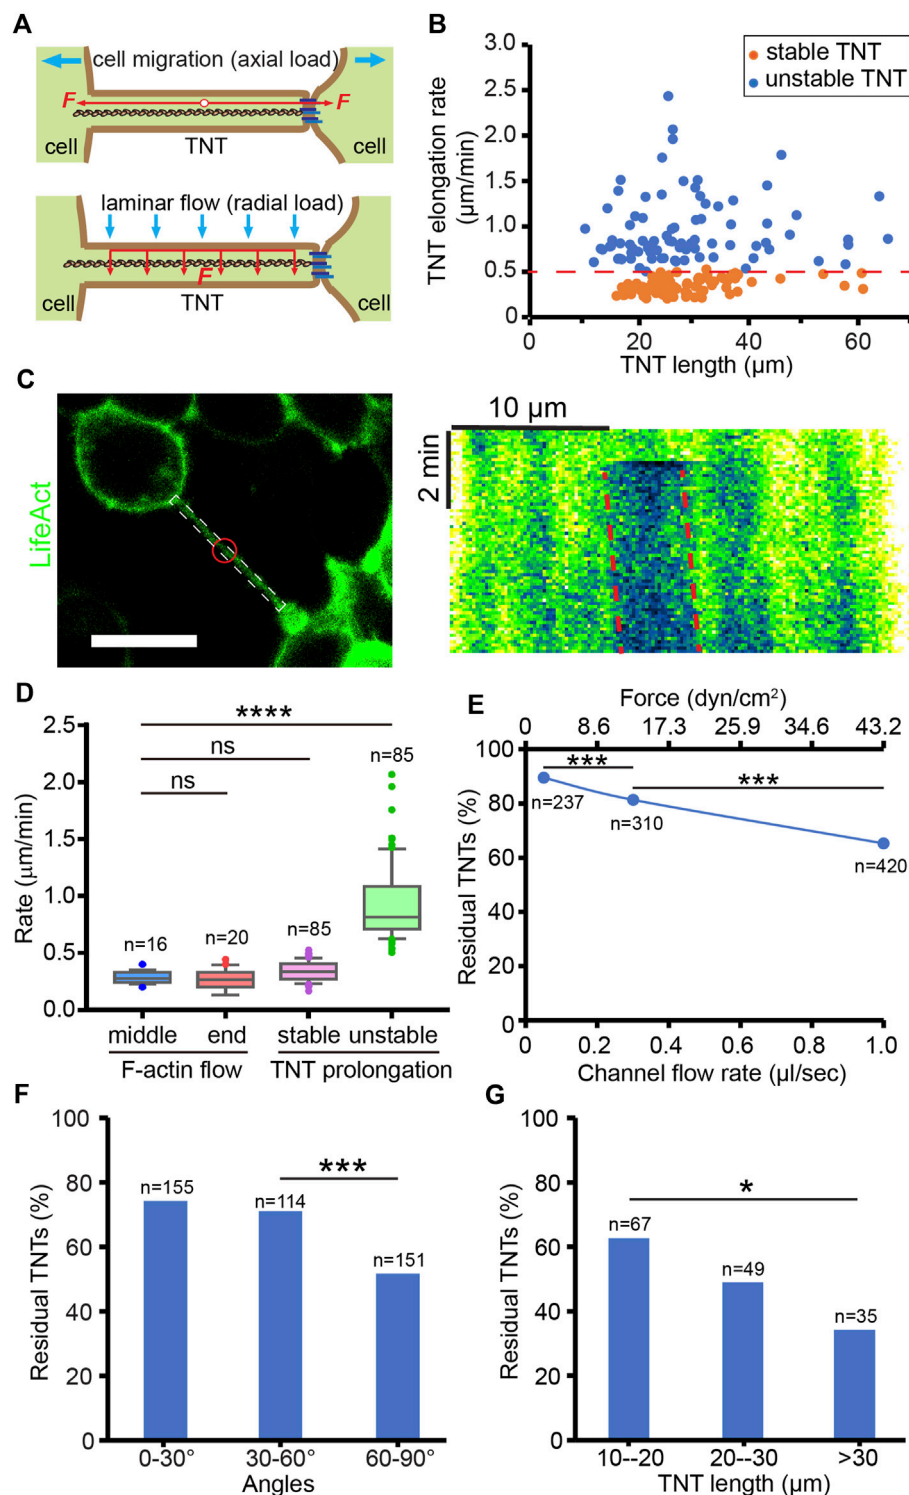 A
cell migration (axial load)
F
F
cell
TNT
cell
laminar flow (radial load)
F
cell
TNT
cell
B
TNT elongation rate
(µm/min)
3.0
2.5
2.0
1.5
1.0
0.5
0
stable TNT
unstable TNT
0
20
40
60
TNT length (µm)
C
LifeAct
10 µm
2 min
D
Rate (µm/min)
2.5
2.0
1.5
1.0
0.5
0.0
****
ns
ns
n=85
n=16
n=20
n=85
middle
end
stable
unstable
F-actin flow
TNT prolongation
E
Force (dyn/cm²)
0
8.6
17.3
25.9
34.6
43.2
Residual TNTs (%)
100
80
60
40
20
0
***
***
n=237
n=310
n=420
0
0.2
0.4
0.6
0.8
1.0
Channel flow rate (µl/sec)
F
Residual TNTs (%)
100
80
60
40
20
0
***
n=155
n=114
n=151
0-30°
30-60°
60-90°
Angles
G
Residual TNTs (%)
100
80
60
40
20
0
*
n=67
n=49
n=35
10--20
20--30
>30
TNT length (µm)